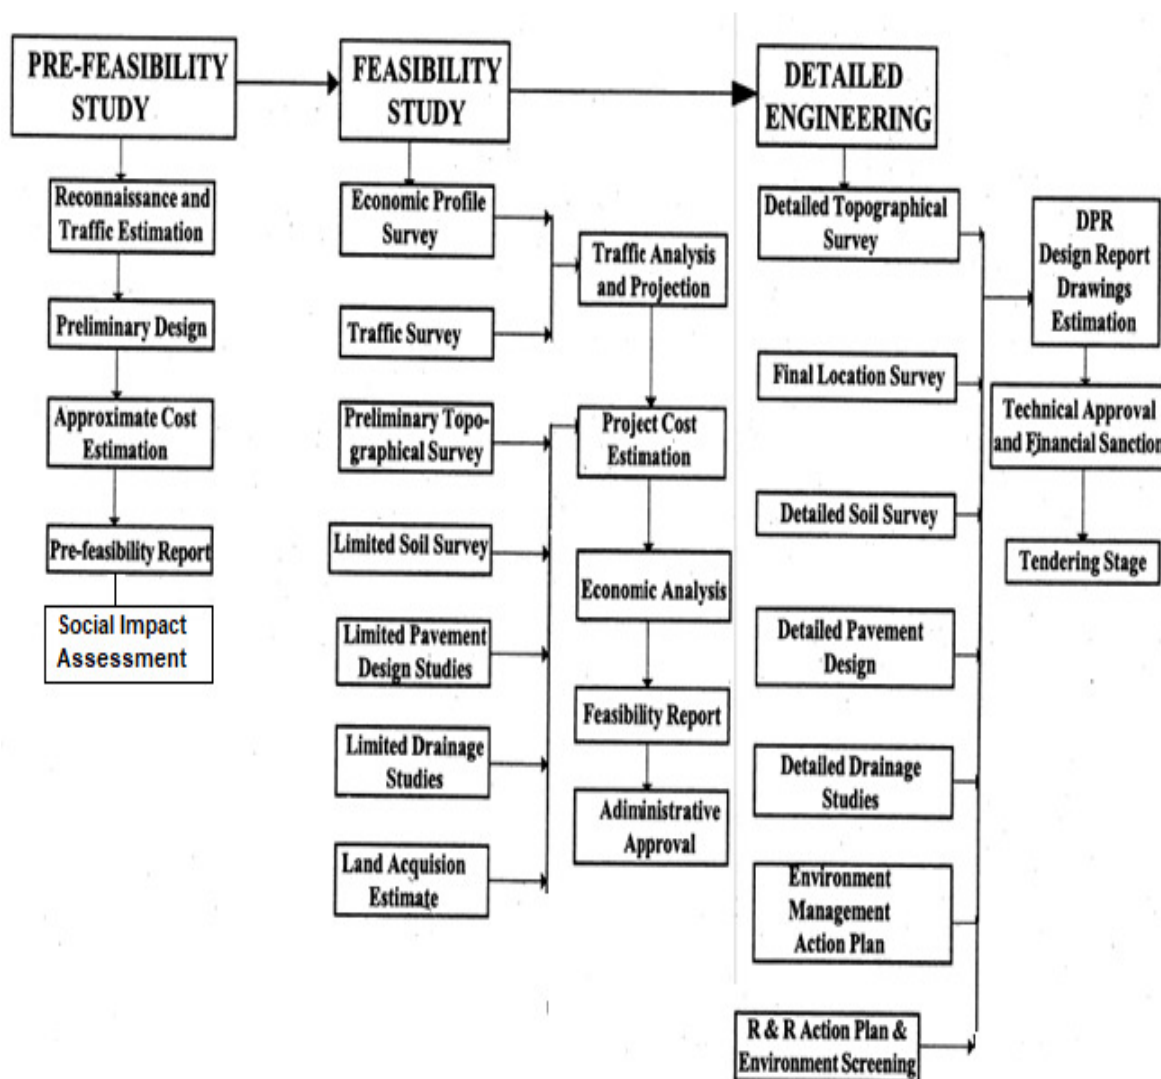 PRE-FEASIBILITY
STUDY
Reconnaissance and
Traffic Estimation
Preliminary Design
Approximate Cost
Estimation
Pre-feasibility Report
Social Impact
Assessment
FEASIBILITY
STUDY
Economic Profile
Survey
Traffic Survey
Preliminary Topo-
graphical Survey
Limited Soil Survey
Limited Pavement
Design Studies
Limited Drainage
Studies
Land Acquision
Estimate
Traffic Analysis
and Projection
Project Cost
Estimation
Economic Analysis
Feasibility Report
Adiministrative
Approval
DETAILED
ENGINEERING
Detailed Topographical
Survey
Final Location Survey
Detailed Soil Survey
Detailed Pavement
Design
Detailed Drainage
Studies
Environment
Management
Action Plan
R & R Action Plan &
Environment Screening
DPR
Design Report
Drawings
Estimation
Technical Approval
and Financial Sanction
Tendering Stage